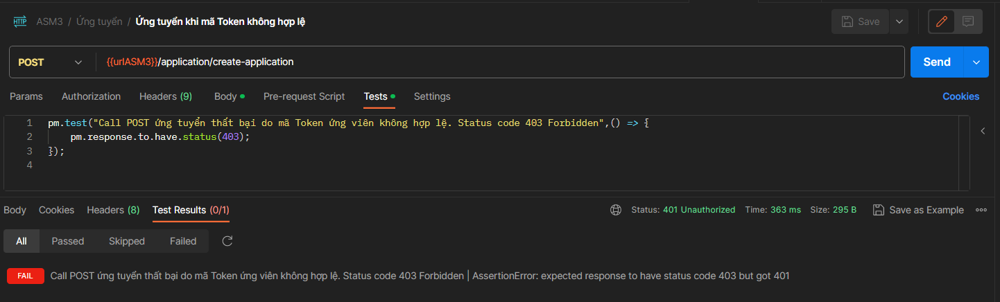 HTTP ASM3 / Ứng tuyển / Ứng tuyển khi mã Token không hợp lệ Save
POST {{urlASM3}}/application/create-application Send
Params Authorization Headers (9) Body Pre-request Script Tests Settings Cookies
1 pm.test("Call POST ứng tuyển thất bại do mã Token ứng viên không hợp lệ. Status code 403 Forbidden",() => {
2 pm.response.to.have.status(403);
3 });
4
Body Cookies Headers (8) Test Results (0/1) Status: 401 Unauthorized Time: 363 ms Size: 295 B Save as Example
All Passed Skipped Failed
FAIL Call POST ứng tuyển thất bại do mã Token ứng viên không hợp lệ. Status code 403 Forbidden | AssertionError: expected response to have status code 403 but got 401